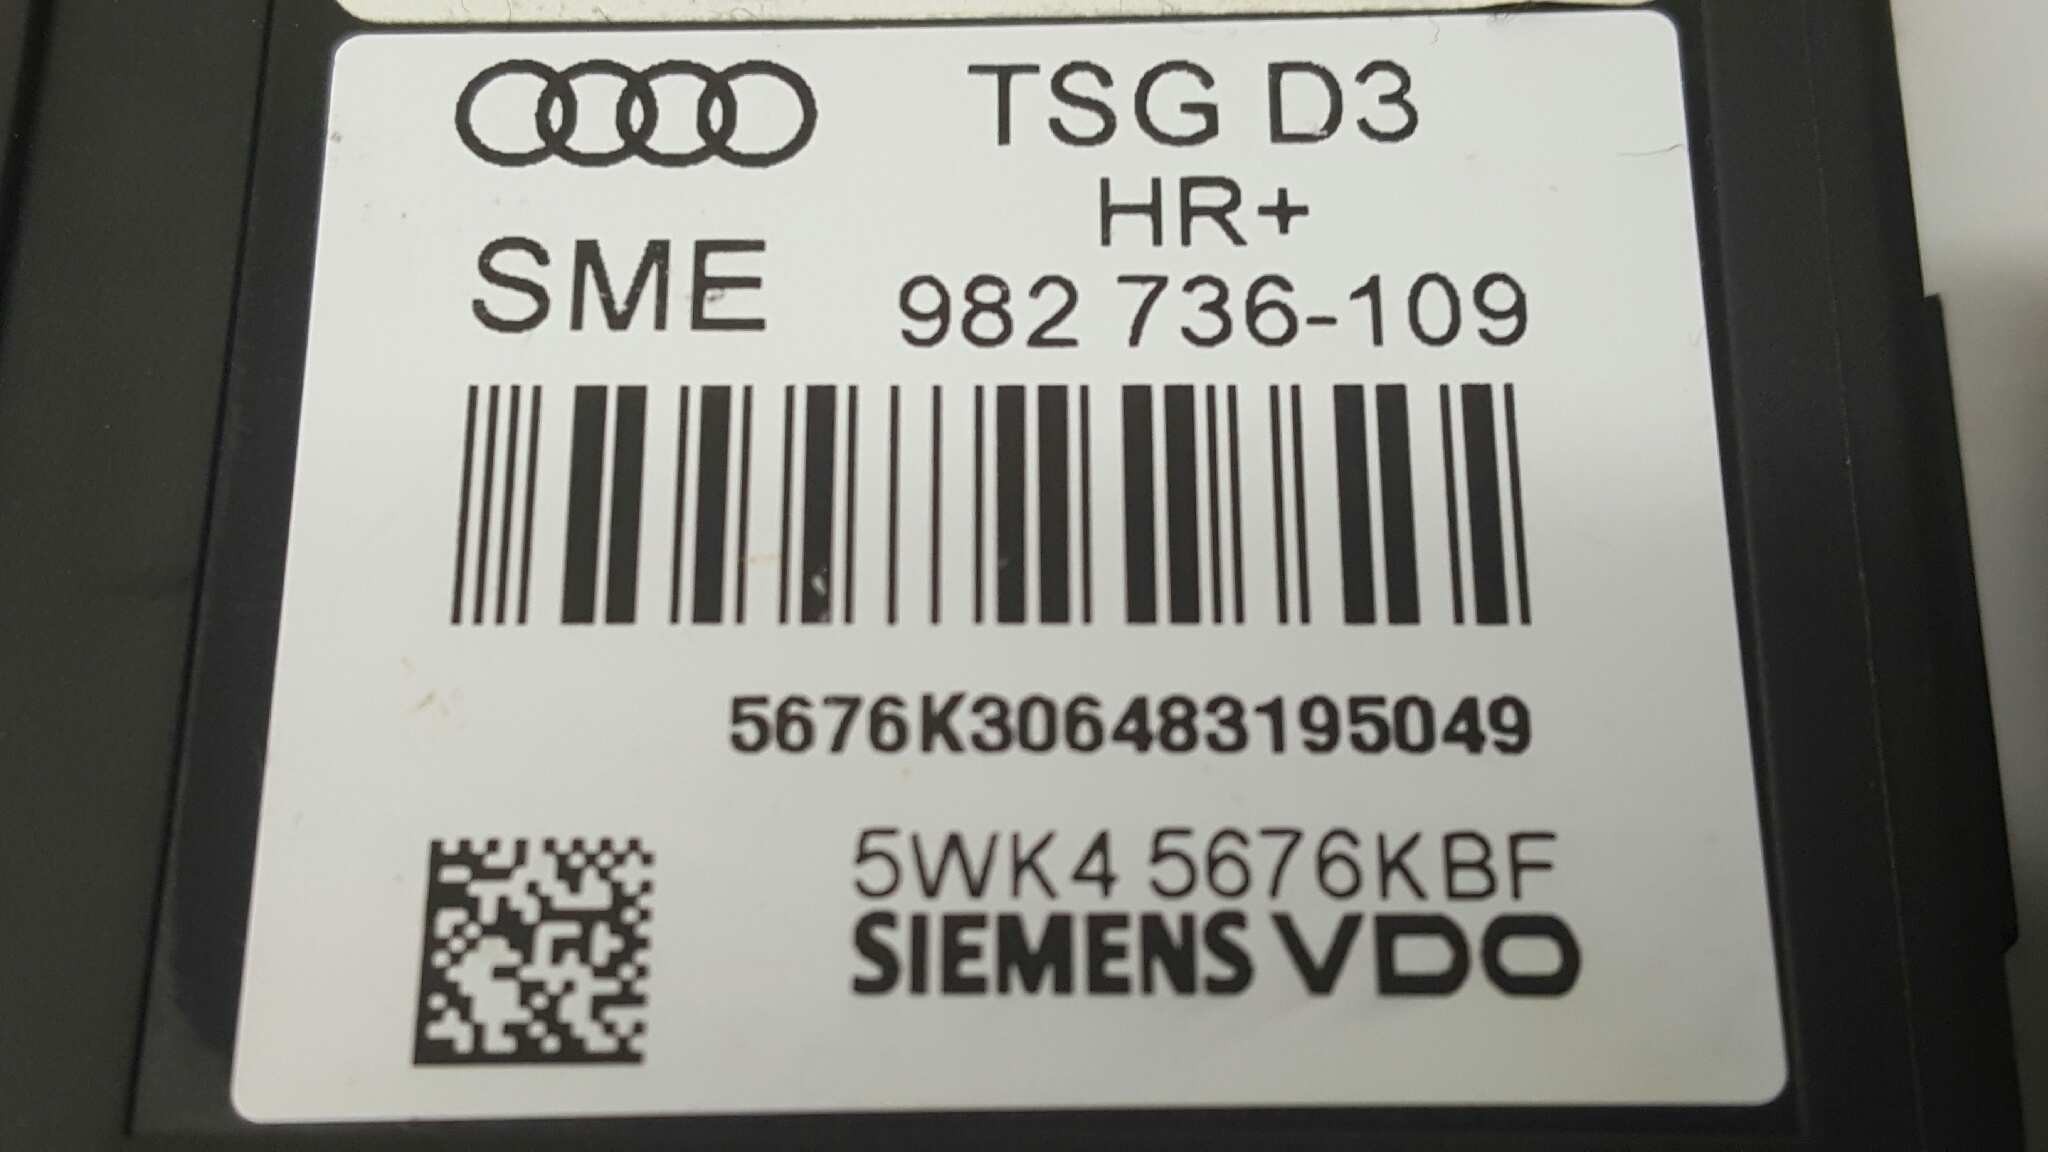 TSG D3
HR+
SME 982 736-109
5676K306483195049
5WK4 5676KBF
SIEMENS VDO